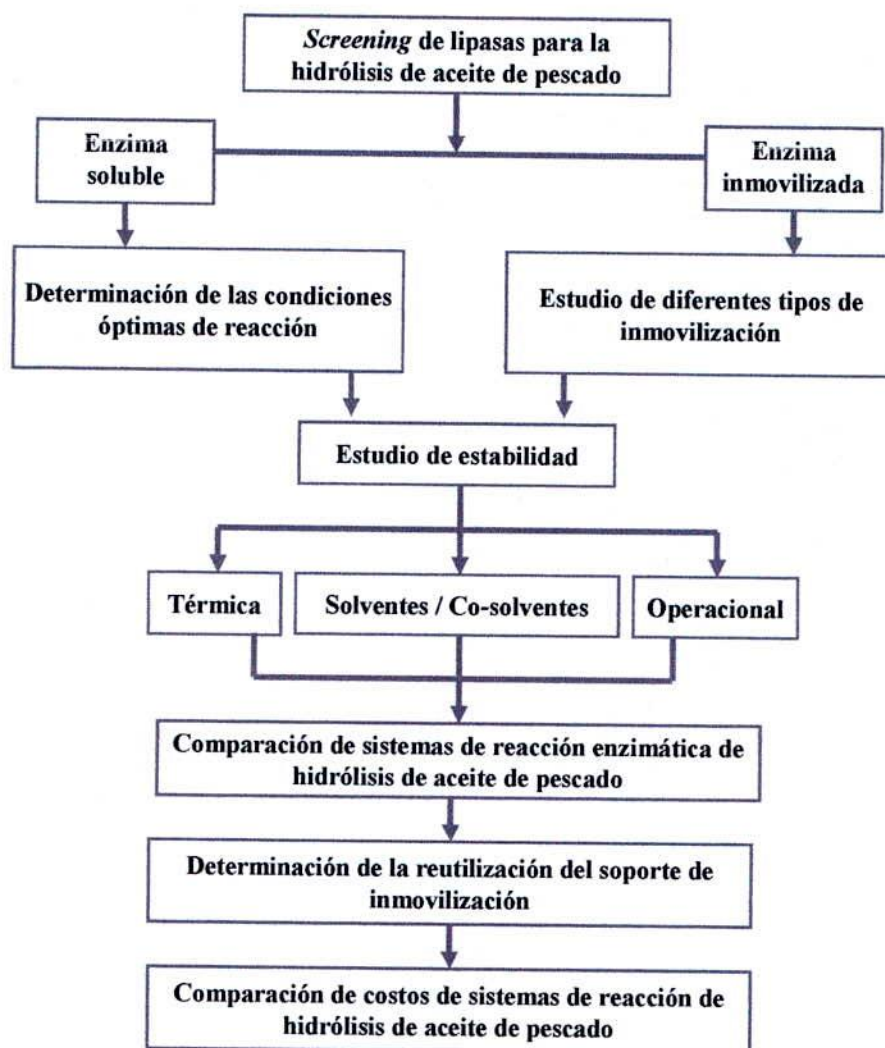 Screening de lipasas para la
hidrólisis de aceite de pescado
Enzima
soluble
Enzima
inmovilizada
Determinación de las condiciones
óptimas de reacción
Estudio de diferentes tipos de
inmovilización
Estudio de estabilidad
Térmica
Solventes / Co-solventes
Operacional
Comparación de sistemas de reacción enzimática de
hidrólisis de aceite de pescado
Determinación de la reutilización del soporte de
inmovilización
Comparación de costos de sistemas de reacción de
hidrólisis de aceite de pescado